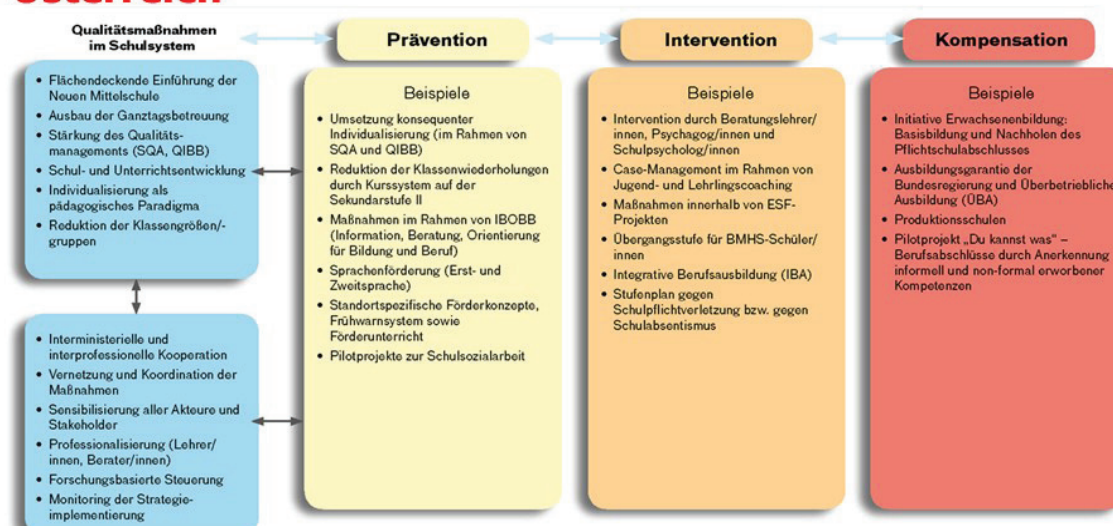 Österreich
Qualitätsmaßnahmen
im Schulsystem
• Flächendeckende Einführung der
Neuen Mittelschule
• Ausbau der Ganztagsbetreuung
• Stärkung des Qualitäts-
managements (SQA, QIBB)
• Schul- und Unterrichtsentwicklung
• Individualisierung als
pädagogisches Paradigma
• Reduktion der Klassengrößen/-
gruppen
• Interministerielle und
interprofessionelle Kooperation
• Vernetzung und Koordination der
Maßnahmen
• Sensibilisierung aller Akteure und
Stakeholder
• Professionalisierung (Lehrer/
innen, Berater/innen)
• Forschungsbasierte Steuerung
• Monitoring der Strategie-
implementierung
Prävention
Beispiele
• Umsetzung konsequenter
Individualisierung (im Rahmen von
SQA und QIBB)
• Reduktion der Klassenwiederholungen
durch Kurssystem auf der
Sekundarstufe II
• Maßnahmen im Rahmen von IBOBB
(Information, Beratung, Orientierung
für Bildung und Beruf)
• Sprachenförderung (Erst- und
Zweitsprache)
• Standortspezifische Förderkonzepte,
Frühwarnsystem sowie
Förderunterricht
• Pilotprojekte zur Schulsozialarbeit
Intervention
Beispiele
• Intervention durch Beratungslehrer/
innen, Psychagog/innen und
Schulpsycholog/innen
• Case-Management im Rahmen von
Jugend- und Lehrlingscoaching
• Maßnahmen innerhalb von ESF-
Projekten
• Übergangsstufe für BMHS-Schüler/
innen
• Integrative Berufsausbildung (IBA)
• Stufenplan gegen
Schulpflichtverletzung bzw. gegen
Schulabsentismus
Kompensation
Beispiele
• Initiative Erwachsenenbildung:
Basisbildung und Nachholen des
Pflichtschulabschlusses
• Ausbildungsgarantie der
Bundesregierung und Überbetriebliche
Ausbildung (ÜBA)
• Produktionsschulen
• Pilotprojekt „Du kannst was" –
Berufsabschlüsse durch Anerkennung
informell und non-formal erworbener
Kompetenzen